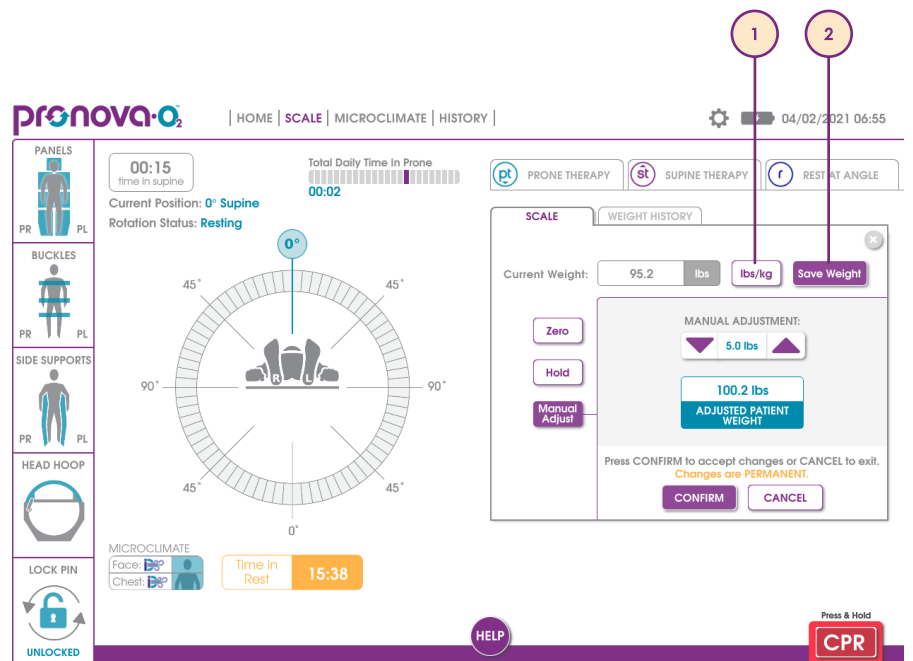 1
2
pronova·O₂™
HOME | SCALE | MICROCLIMATE | HISTORY |
04/02/2021 06:55
PANELS
PR PL
BUCKLES
PR PL
SIDE SUPPORTS
PR PL
HEAD HOOP
LOCK PIN
UNLOCKED
00:15
time in supine
Total Daily Time In Prone
00:02
Current Position: 0° Supine
Rotation Status: Resting
0°
45° 45°
90° 90°
R L
45° 45°
0°
MICROCLIMATE
Face:
Chest:
Time in
Rest
15:38
pt PRONE THERAPY
st SUPINE THERAPY
r REST AT ANGLE
SCALE
WEIGHT HISTORY
Current Weight: 95.2 lbs
lbs/kg
Save Weight
Zero
Hold
Manual
Adjust
MANUAL ADJUSTMENT:
5.0 lbs
100.2 lbs
ADJUSTED PATIENT
WEIGHT
Press CONFIRM to accept changes or CANCEL to exit.
Changes are PERMANENT.
CONFIRM
CANCEL
HELP
Press & Hold
CPR